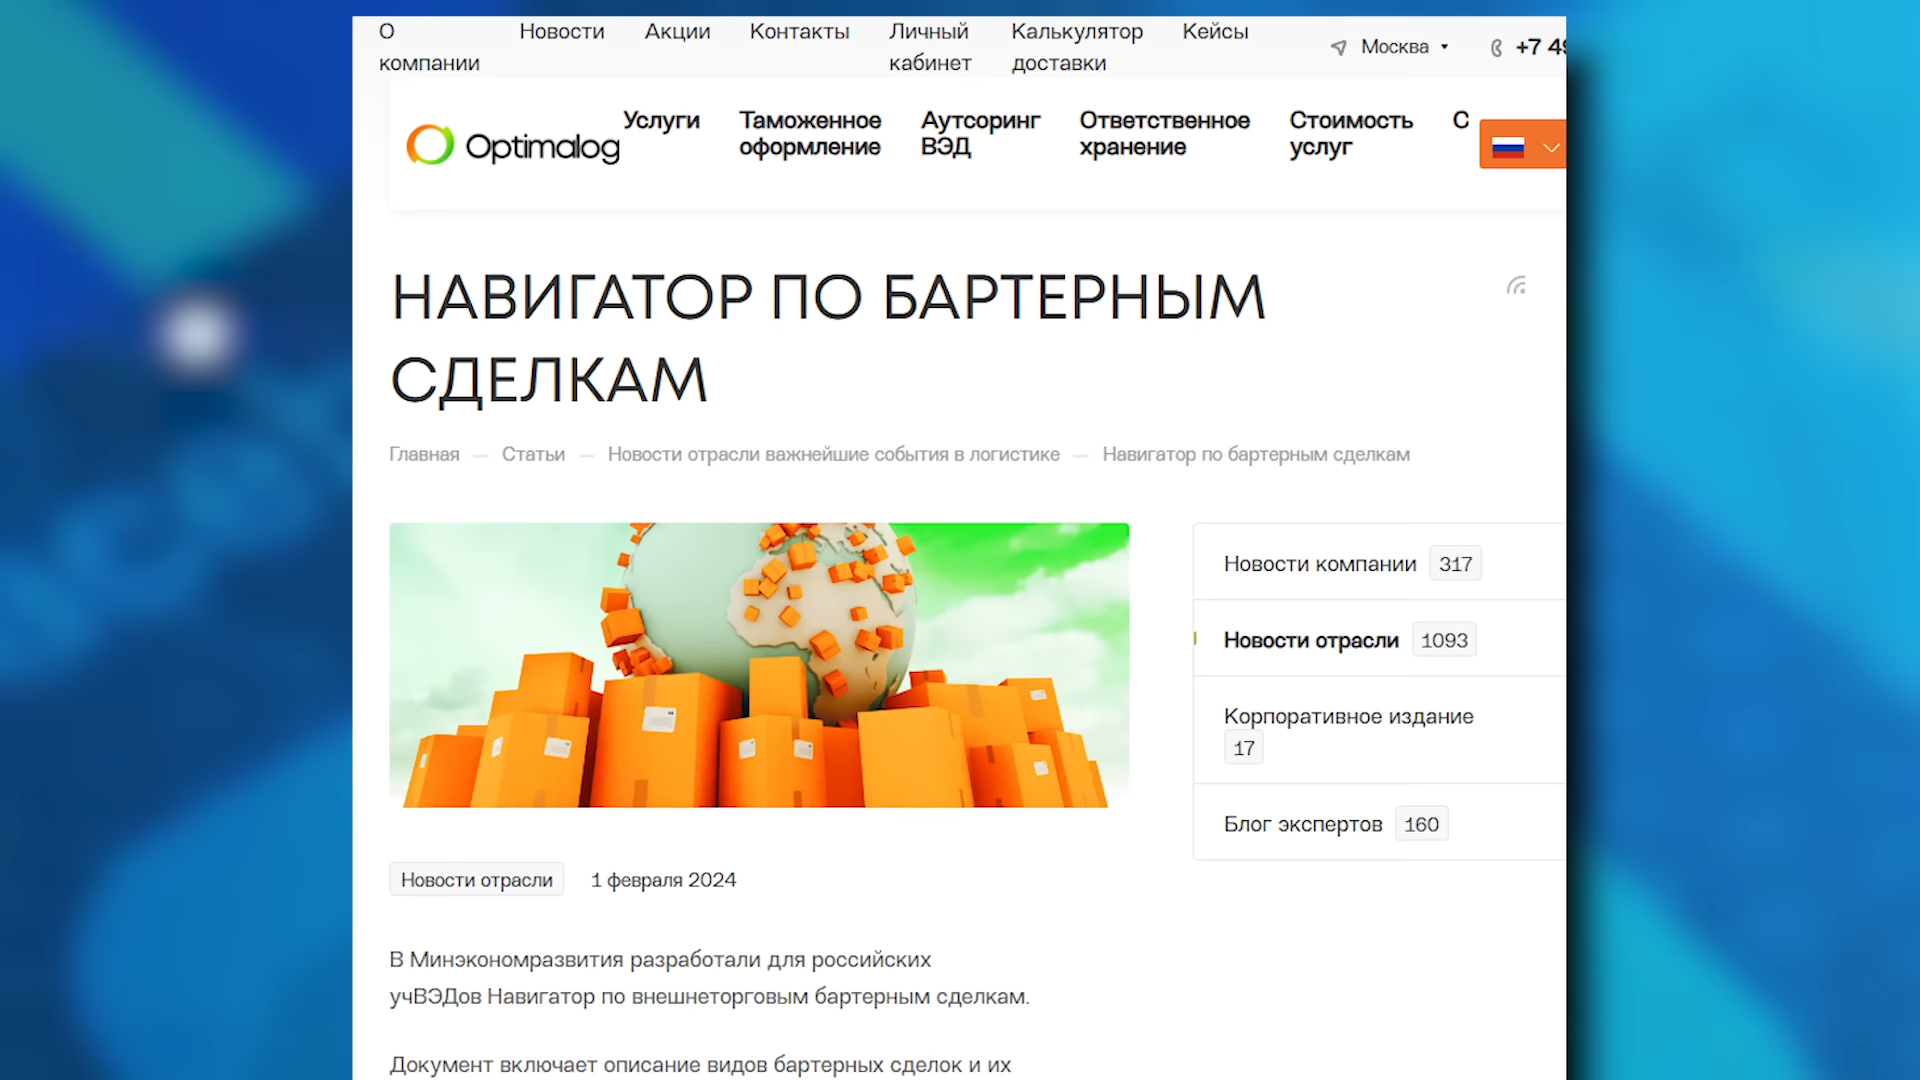 О компании
Новости
Акции
Контакты
Личный кабинет
Калькулятор доставки
Кейсы
Москва
+7 49
Optimalog
Услуги
Таможенное оформление
Аутсоринг ВЭД
Ответственное хранение
Стоимость услуг
С
НАВИГАТОР ПО БАРТЕРНЫМ
СДЕЛКАМ
Главная — Статьи — Новости отрасли важнейшие события в логистике — Навигатор по бартерным сделкам
Новости компании 317
Новости отрасли 1093
Корпоративное издание
17
Блог экспертов 160
Новости отрасли 1 февраля 2024
В Минэкономразвития разработали для российских
учВЭДов Навигатор по внешнеторговым бартерным сделкам.
Документ включает описание видов бартерных сделок и их